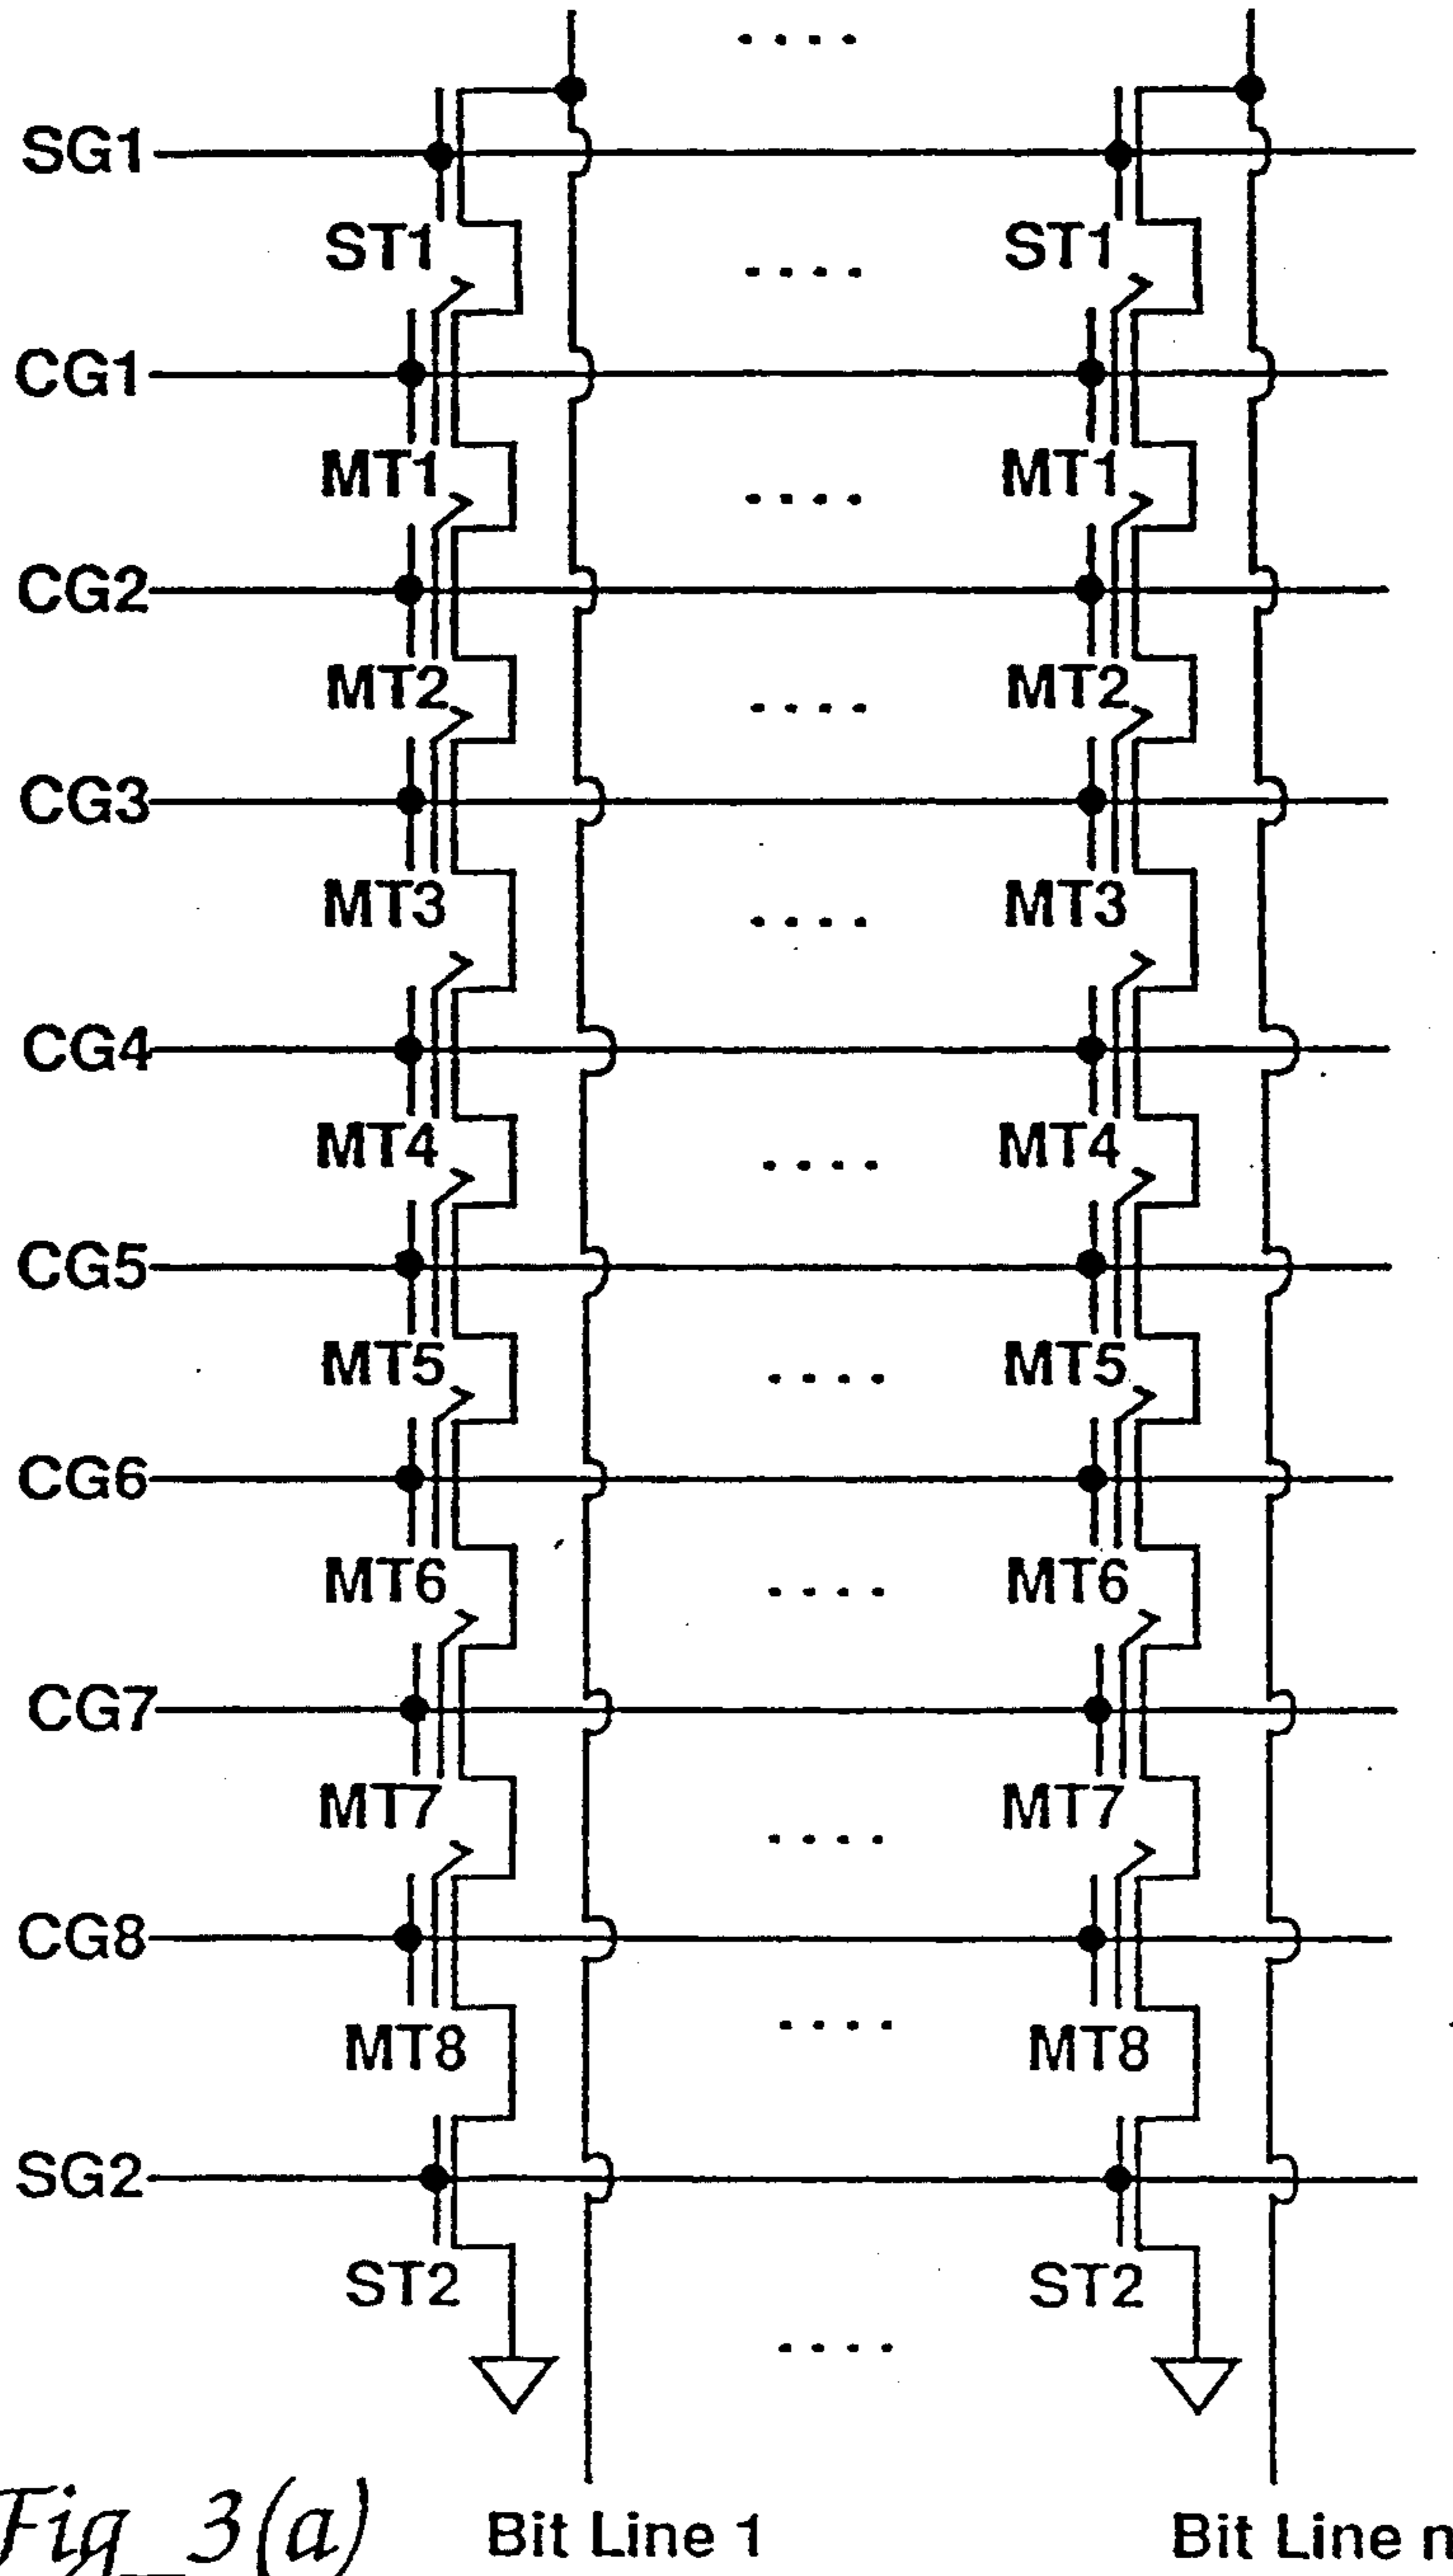 SG1
ST1 ST1
CG1
MT1 MT1
CG2
MT2 MT2
CG3
MT3 MT3
CG4
MT4 MT4
CG5
MT5 MT5
CG6
MT6 MT6
CG7
MT7 MT7
CG8
MT8 MT8
SG2
ST2 ST2
Fig_3(a) Bit Line 1 Bit Line n